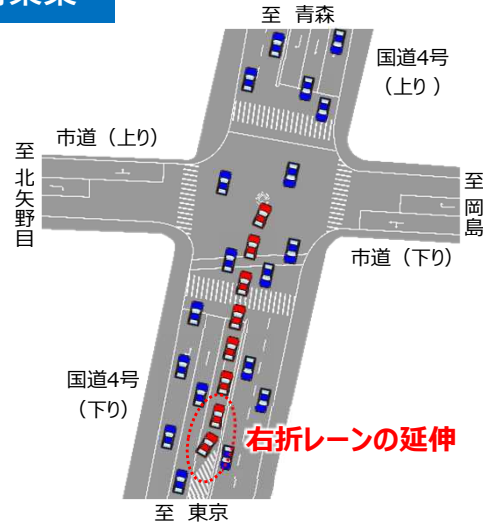 至 青森
国道4号
（上り ）
市道（上り）
至 北矢野目
至 岡島
市道（下り）
国道4号
（下り）
右折レーンの延伸
至 東京